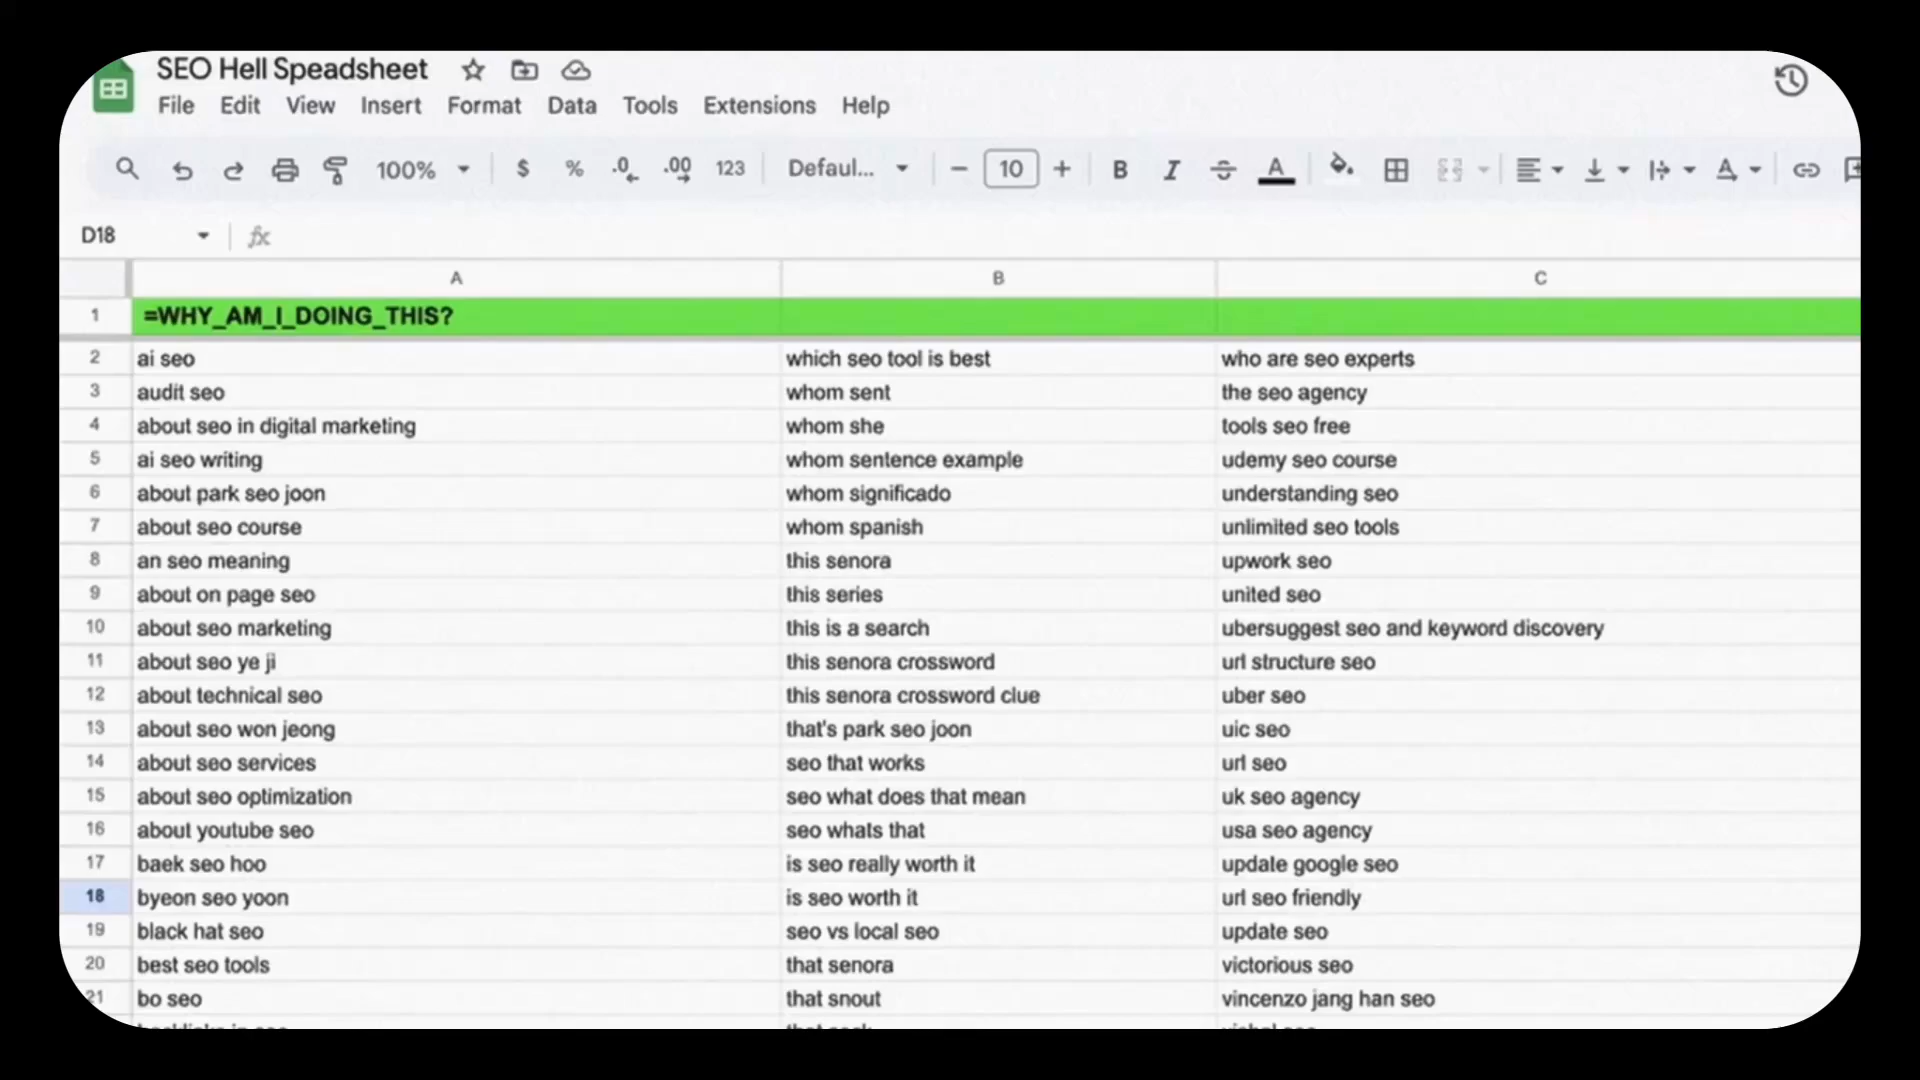 SEO Hell Speadsheet
File Edit View Insert Format Data Tools Extensions Help
100% $ % .0 .00 123 Defaul... 10 B I S A
D18 fx
A B C
1 =WHY_AM_I_DOING_THIS?
2 ai seo which seo tool is best who are seo experts
3 audit seo whom sent the seo agency
4 about seo in digital marketing whom she tools seo free
5 ai seo writing whom sentence example udemy seo course
6 about park seo joon whom significado understanding seo
7 about seo course whom spanish unlimited seo tools
8 an seo meaning this senora upwork seo
9 about on page seo this series united seo
10 about seo marketing this is a search ubersuggest seo and keyword discovery
11 about seo ye ji this senora crossword url structure seo
12 about technical seo this senora crossword clue uber seo
13 about seo won jeong that's park seo joon uic seo
14 about seo services seo that works url seo
15 about seo optimization seo what does that mean uk seo agency
16 about youtube seo seo whats that usa seo agency
17 baek seo hoo is seo really worth it update google seo
18 byeon seo yoon is seo worth it url seo friendly
19 black hat seo seo vs local seo update seo
20 best seo tools that senora victorious seo
21 bo seo that snout vincenzo jang han seo